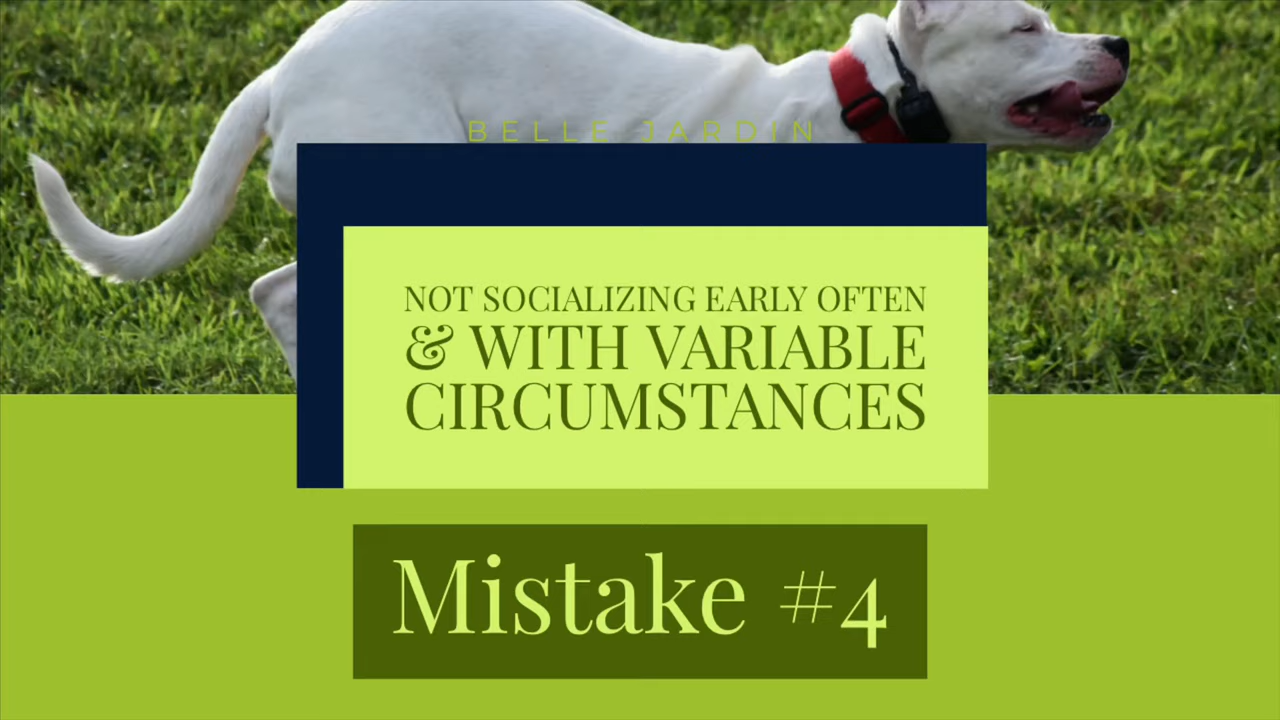 BELLE JARDIN
NOT SOCIALIZING EARLY OFTEN
& WITH VARIABLE
CIRCUMSTANCES
Mistake #4